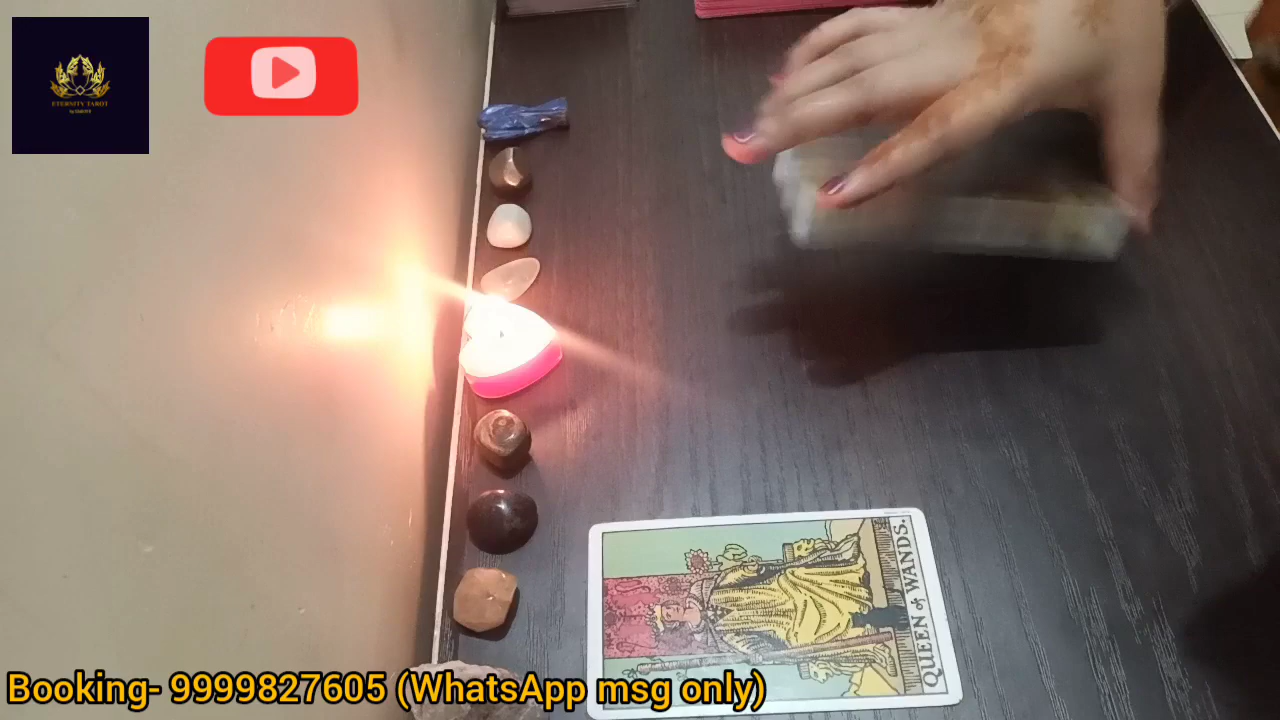 ETERNITY TAROT
QUEEN of WANDS.
Booking- 9999827605 (WhatsApp msg only)